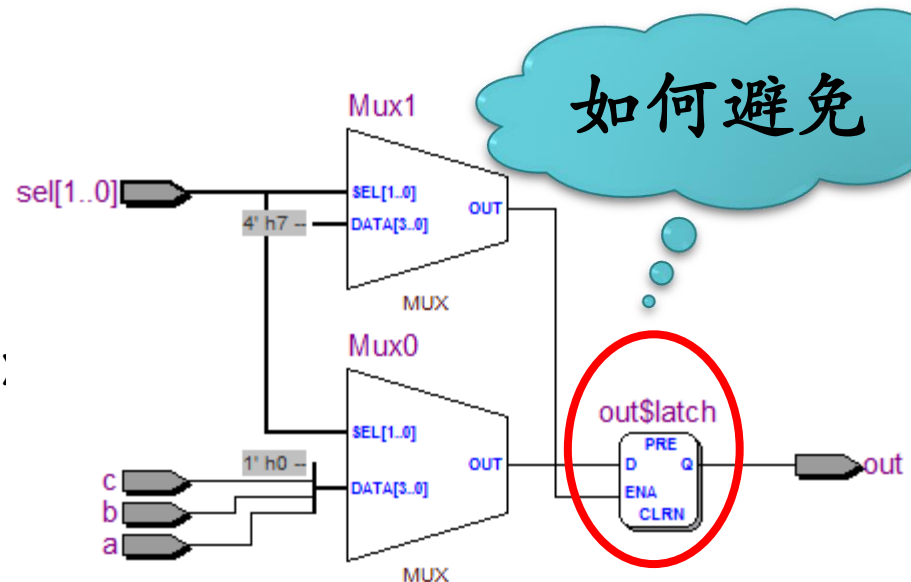 如何避免
Mux1
sel[1..0]
SEL[1..0]
OUT
4' h7 --
DATA[3..0]
MUX
Mux0
out$latch
SEL[1..0]
PRE
1' h0 --
OUT
D
Q
out
c
DATA[3..0]
ENA
b
CLRN
a
MUX